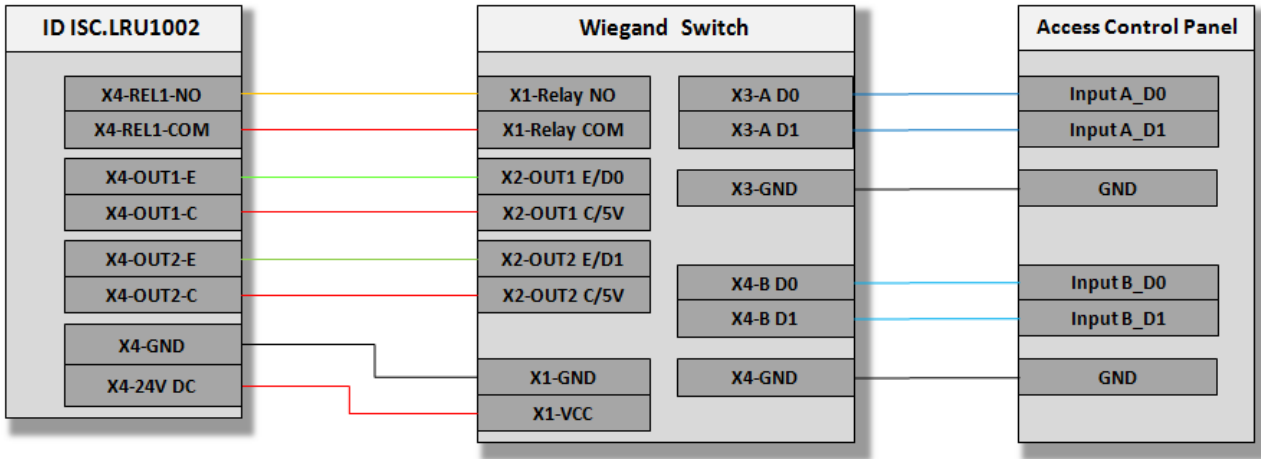 ID ISC.LRU1002
X4-REL1-NO
X4-REL1-COM
X4-OUT1-E
X4-OUT1-C
X4-OUT2-E
X4-OUT2-C
X4-GND
X4-24V DC
Wiegand Switch
X1-Relay NO
X1-Relay COM
X2-OUT1 E/D0
X2-OUT1 C/5V
X2-OUT2 E/D1
X2-OUT2 C/5V
X1-GND
X1-VCC
X3-A D0
X3-A D1
X3-GND
X4-B D0
X4-B D1
X4-GND
Access Control Panel
Input A_D0
Input A_D1
GND
Input B_D0
Input B_D1
GND